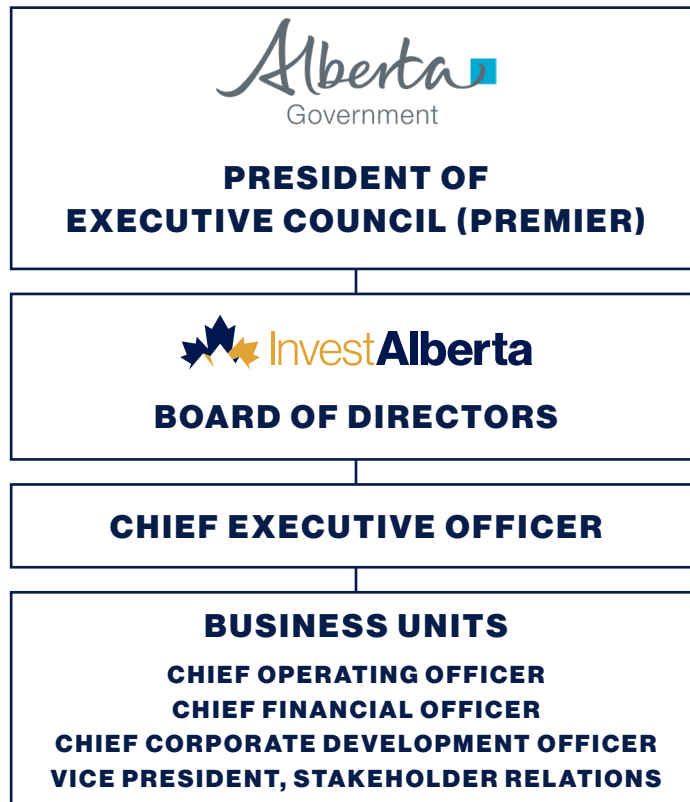 Alberta
Government
PRESIDENT OF
EXECUTIVE COUNCIL (PREMIER)
InvestAlberta
BOARD OF DIRECTORS
CHIEF EXECUTIVE OFFICER
BUSINESS UNITS
CHIEF OPERATING OFFICER
CHIEF FINANCIAL OFFICER
CHIEF CORPORATE DEVELOPMENT OFFICER
VICE PRESIDENT, STAKEHOLDER RELATIONS